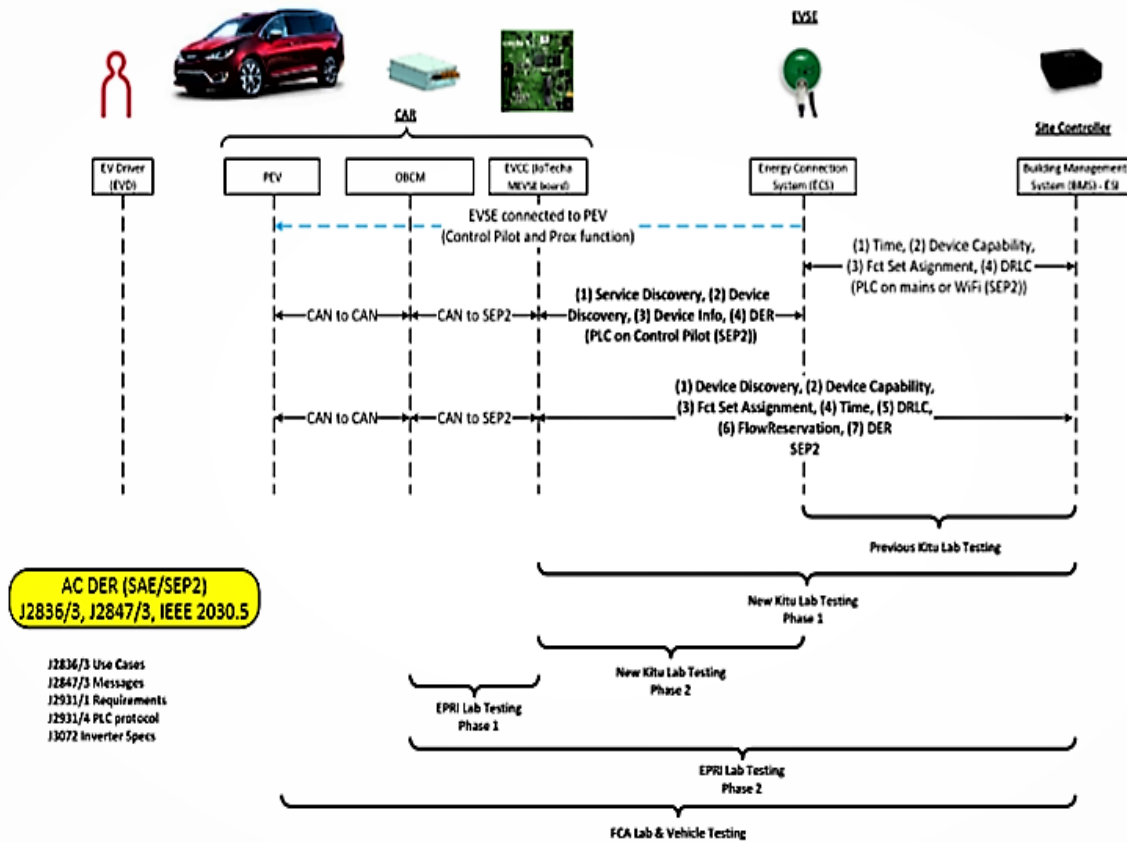 EVSE
CAR
Site Controller
EV Driver
(EVD)
PEV
OBCM
EVCC (IoTecha
MEVSE board)
Energy Connection
System (ECS)
Building Management
System (BMS) - ESI
EVSE connected to PEV
(Control Pilot and Prox function)
(1) Time, (2) Device Capability,
(3) Fct Set Asignment, (4) DRLC
(PLC on mains or WiFi (SEP2))
CAN to CAN
CAN to SEP2
(1) Service Discovery, (2) Device
Discovery, (3) Device Info, (4) DER
(PLC on Control Pilot (SEP2))
CAN to CAN
CAN to SEP2
(1) Device Discovery, (2) Device Capability,
(3) Fct Set Assignment, (4) Time, (5) DRLC,
(6) FlowReservation, (7) DER
SEP2
Previous Kitu Lab Testing
AC DER (SAE/SEP2)
J2836/3, J2847/3, IEEE 2030.5
New Kitu Lab Testing
Phase 1
J2836/3 Use Cases
J2847/3 Messages
J2931/1 Requirements
J2931/4 PLC protocol
J3072 Inverter Specs
New Kitu Lab Testing
Phase 2
EPRI Lab Testing
Phase 1
EPRI Lab Testing
Phase 2
FCA Lab & Vehicle Testing